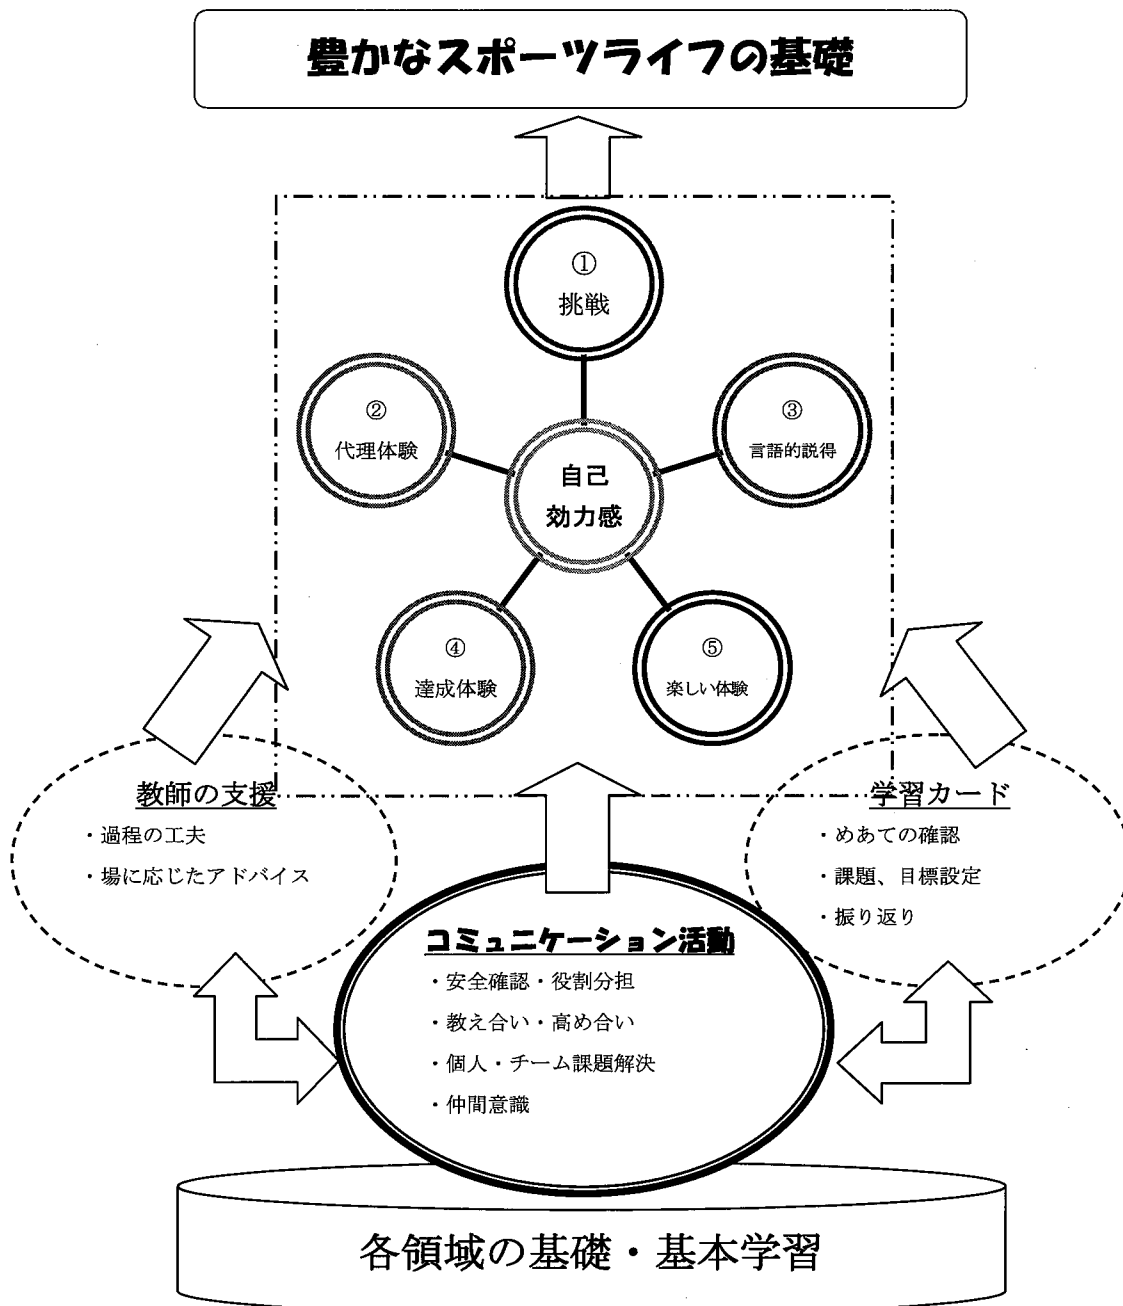 豊かなスポーツライフの基礎
①
挑戦
②
代理体験
③
言語的説得
自己
効力感
④
達成体験
⑤
楽しい体験
教師の支援
・過程の工夫
・場に応じたアドバイス
学習カード
・めあての確認
・課題、目標設定
・振り返り
コミュニケーション活動
・安全確認・役割分担
・教え合い・高め合い
・個人・チーム課題解決
・仲間意識
各領域の基礎・基本学習